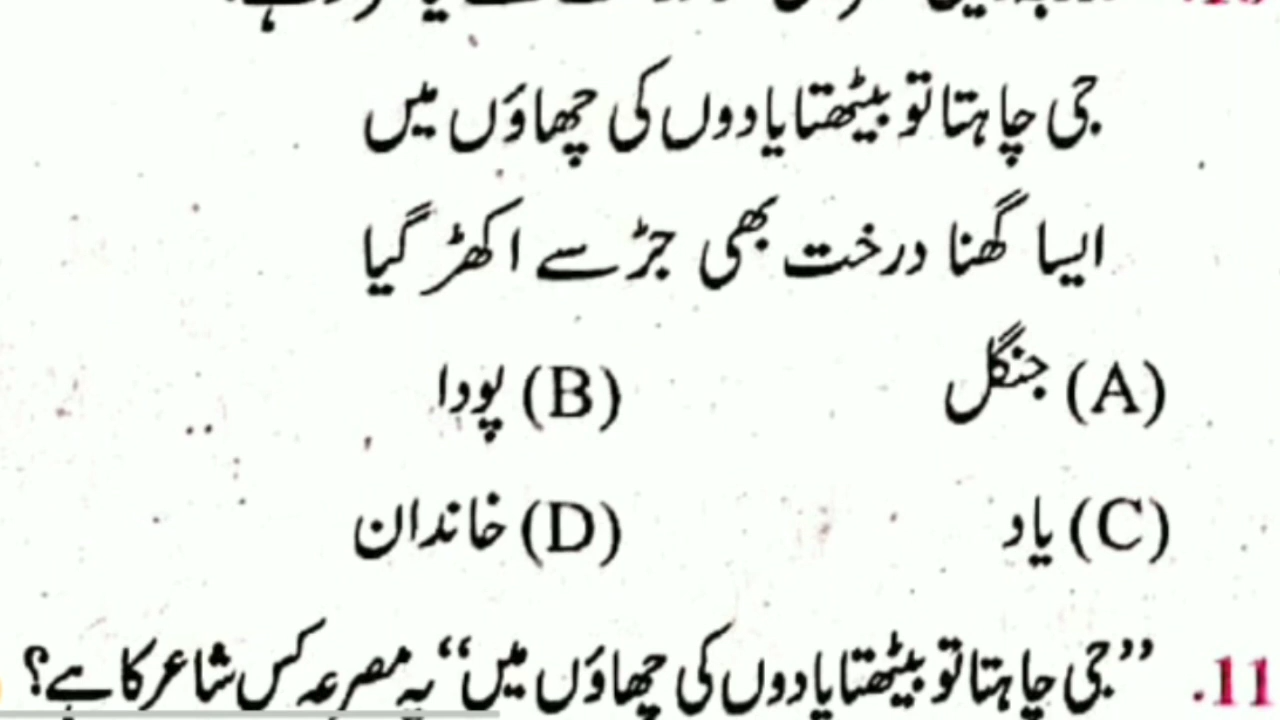 جی چاہتا تو بیٹھتا یادوں کی چھاؤں میں
ایسا گھنا درخت بھی جڑ سے اکھڑ گیا
(A) جنگل (B) پودا
(C) یاد (D) خاندان
11. ”جی چاہتا تو بیٹھتا یادوں کی چھاؤں میں“ یہ مصرعہ کس شاعر کا ہے؟